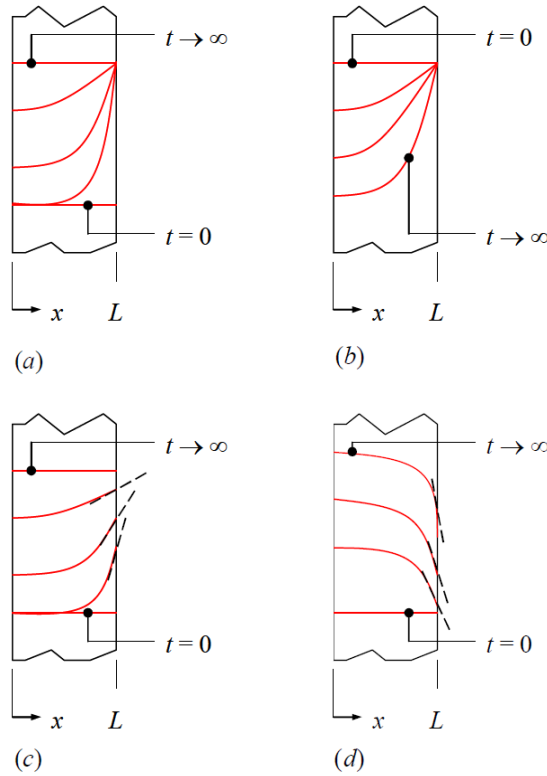 t → ∞
t = 0
x
L
(a)
t = 0
t → ∞
x
L
(b)
t → ∞
t = 0
x
L
(c)
t → ∞
t = 0
x
L
(d)